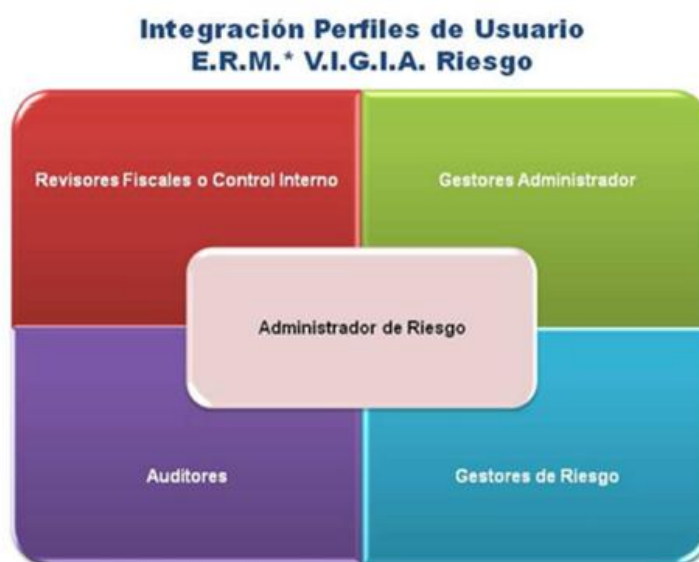 Integración Perfiles de Usuario
E.R.M.* V.I.G.I.A. Riesgo
Revisores Fiscales o Control Interno
Gestores Administrador
Administrador de Riesgo
Auditores
Gestores de Riesgo